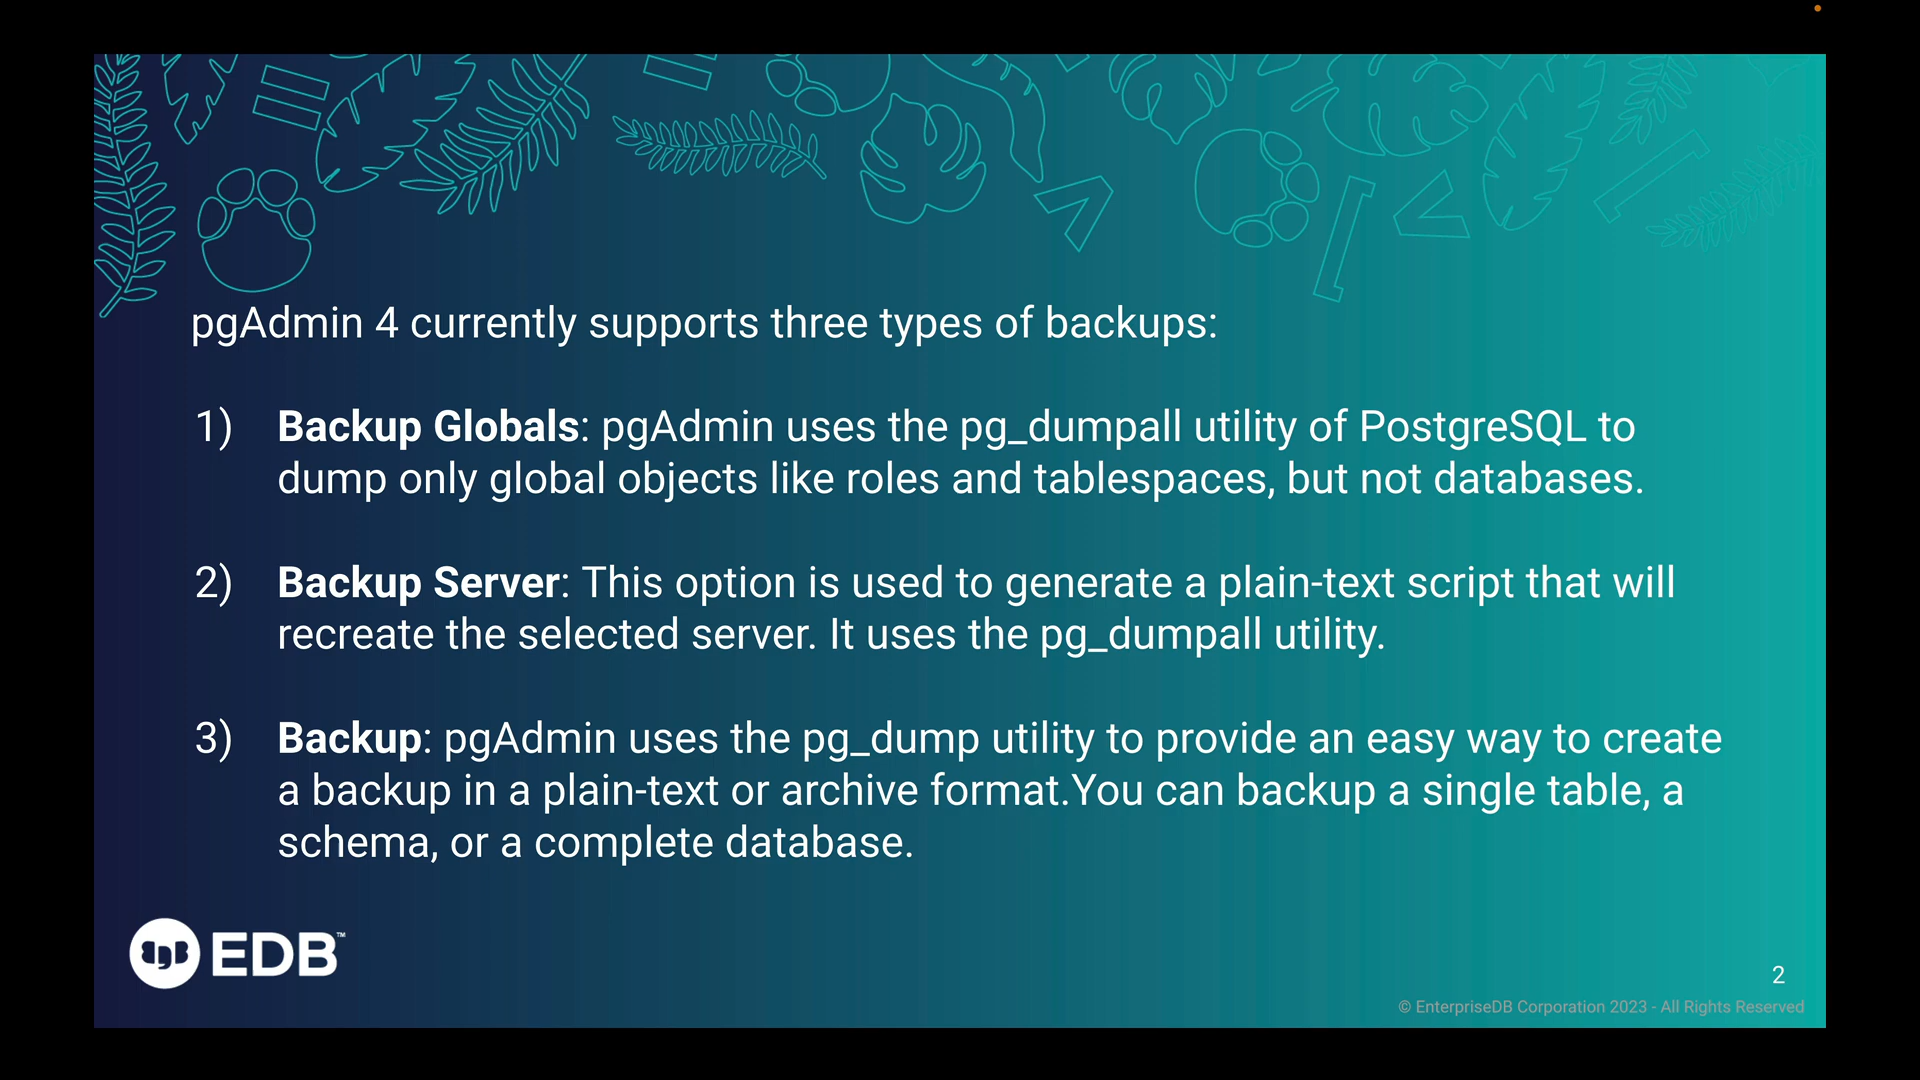 pgAdmin 4 currently supports three types of backups:
1) Backup Globals: pgAdmin uses the pg_dumpall utility of PostgreSQL to
dump only global objects like roles and tablespaces, but not databases.
2) Backup Server: This option is used to generate a plain-text script that will
recreate the selected server. It uses the pg_dumpall utility.
3) Backup: pgAdmin uses the pg_dump utility to provide an easy way to create
a backup in a plain-text or archive format.You can backup a single table, a
schema, or a complete database.
EDB™
2
© EnterpriseDB Corporation 2023 - All Rights Reserved